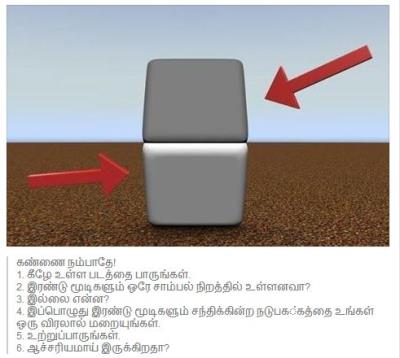 கண்ணை நம்பாதே!
1. கீழே உள்ள படத்தை பாருங்கள்.
2. இரண்டு மூடிகளும் ஒரே சாம்பல் நிறத்தில் உள்ளனவா?
3. இல்லை என்ன?
4. இப்பொழுது இரண்டு மூடிகளும் சந்திக்கின்ற நடுபகக்கத்தை உங்கள்
ஒரு விரலால் மறையுங்கள்.
5. உற்றுப்பாருங்கள்.
6. ஆச்சரியமாய் இருக்கிறதா?